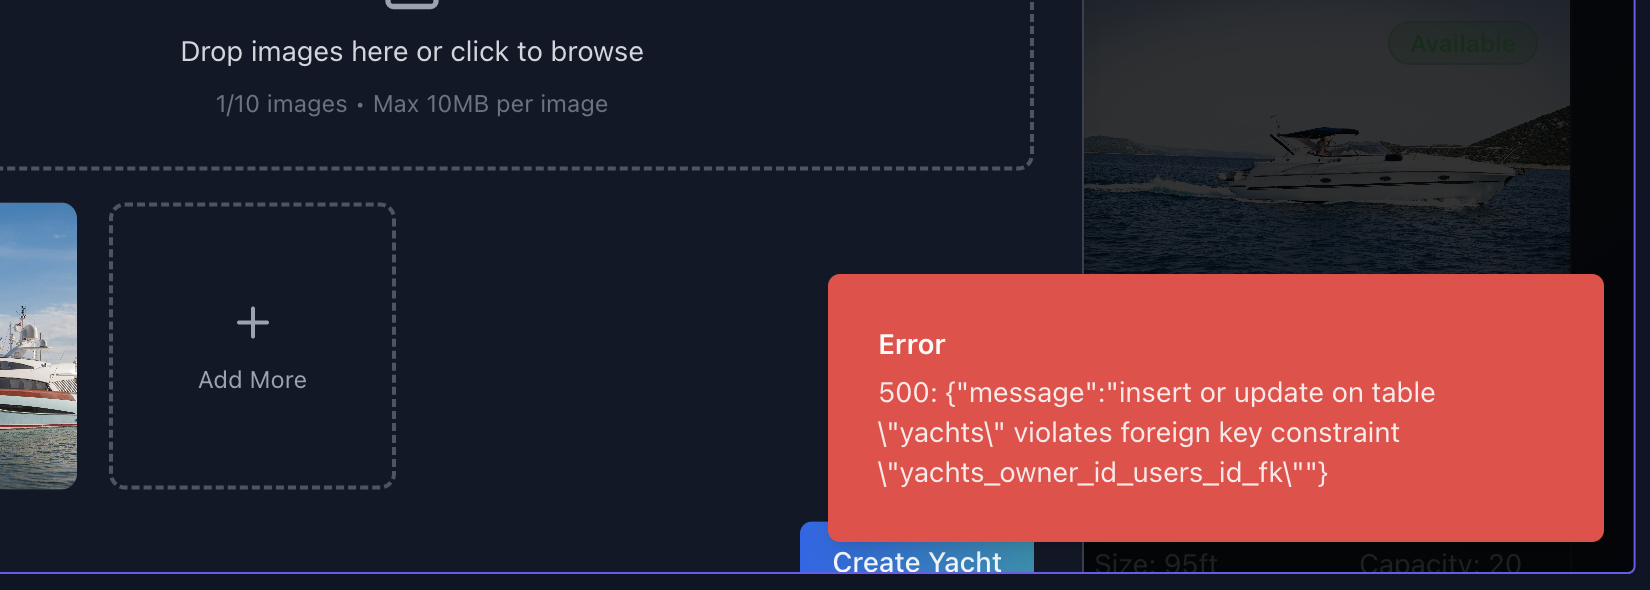 Drop images here or click to browse
1/10 images • Max 10MB per image
Available
Add More
Error
500: {"message":"insert or update on table
\"yachts\" violates foreign key constraint
\"yachts_owner_id_users_id_fk\""}
Create Yacht
Size: 95ft
Capacity: 20